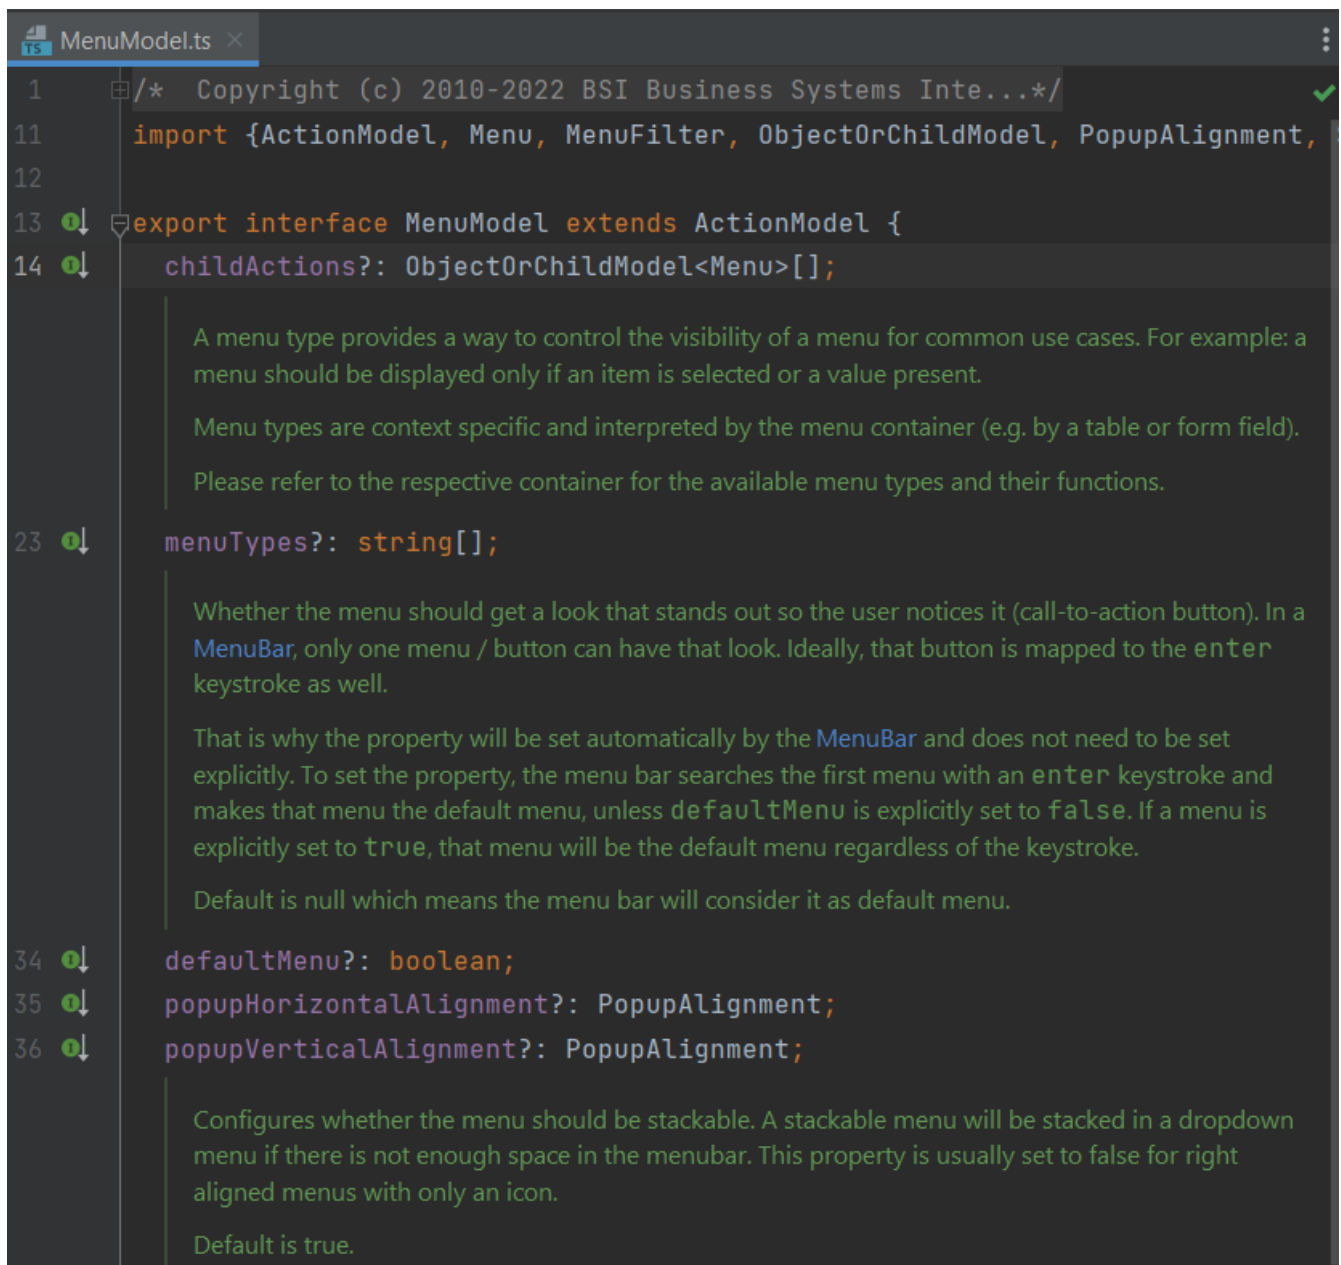 TS MenuModel.ts
1 /* Copyright (c) 2010-2022 BSI Business Systems Inte...*/
11 import {ActionModel, Menu, MenuFilter, ObjectOrChildModel, PopupAlignment,
12
13 export interface MenuModel extends ActionModel {
14 childActions?: ObjectOrChildModel<Menu>[];
A menu type provides a way to control the visibility of a menu for common use cases. For example: a
menu should be displayed only if an item is selected or a value present.
Menu types are context specific and interpreted by the menu container (e.g. by a table or form field).
Please refer to the respective container for the available menu types and their functions.
23 menuTypes?: string[];
Whether the menu should get a look that stands out so the user notices it (call-to-action button). In a
MenuBar, only one menu / button can have that look. Ideally, that button is mapped to the enter
keystroke as well.
That is why the property will be set automatically by the MenuBar and does not need to be set
explicitly. To set the property, the menu bar searches the first menu with an enter keystroke and
makes that menu the default menu, unless defaultMenu is explicitly set to false. If a menu is
explicitly set to true, that menu will be the default menu regardless of the keystroke.
Default is null which means the menu bar will consider it as default menu.
34 defaultMenu?: boolean;
35 popupHorizontalAlignment?: PopupAlignment;
36 popupVerticalAlignment?: PopupAlignment;
Configures whether the menu should be stackable. A stackable menu will be stacked in a dropdown
menu if there is not enough space in the menubar. This property is usually set to false for right
aligned menus with only an icon.
Default is true.